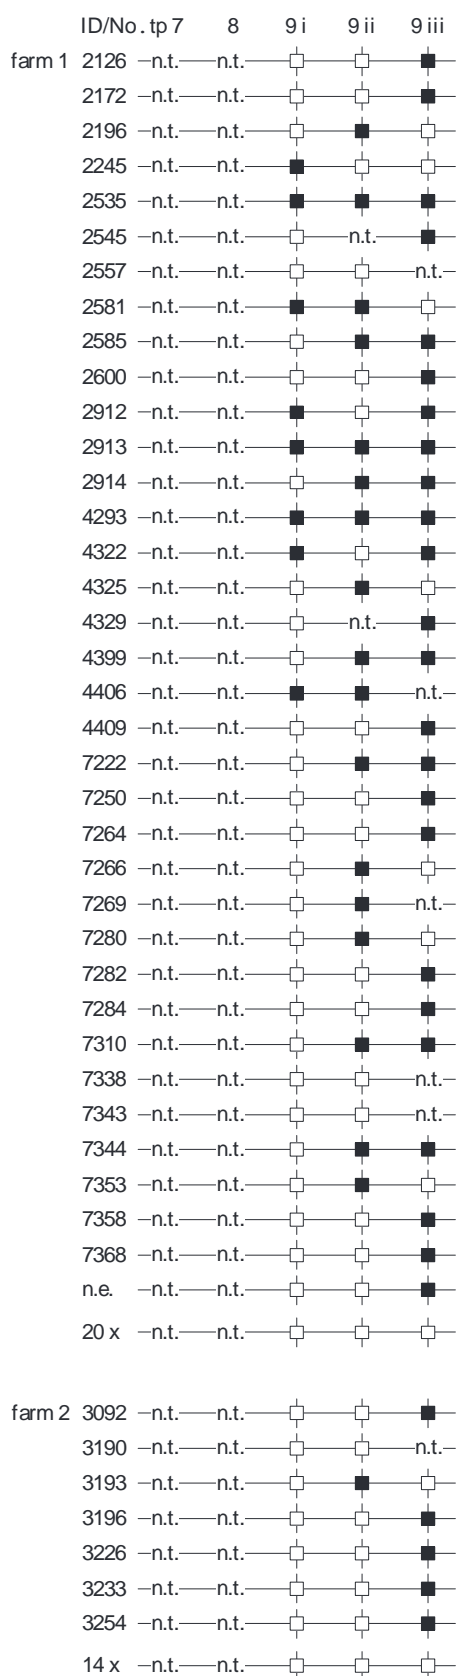 ID/No. tp 7 8 9 i 9 ii 9 iii
farm 1 2126 n.t. n.t.
2172 n.t. n.t.
2196 n.t. n.t.
2245 n.t. n.t.
2535 n.t. n.t.
2545 n.t. n.t. n.t.
2557 n.t. n.t. n.t.
2581 n.t. n.t.
2585 n.t. n.t.
2600 n.t. n.t.
2912 n.t. n.t.
2913 n.t. n.t.
2914 n.t. n.t.
4293 n.t. n.t.
4322 n.t. n.t.
4325 n.t. n.t.
4329 n.t. n.t. n.t.
4399 n.t. n.t.
4406 n.t. n.t. n.t.
4409 n.t. n.t.
7222 n.t. n.t.
7250 n.t. n.t.
7264 n.t. n.t.
7266 n.t. n.t.
7269 n.t. n.t. n.t.
7280 n.t. n.t.
7282 n.t. n.t.
7284 n.t. n.t.
7310 n.t. n.t.
7338 n.t. n.t. n.t.
7343 n.t. n.t. n.t.
7344 n.t. n.t.
7353 n.t. n.t.
7358 n.t. n.t.
7368 n.t. n.t.
n.e. n.t. n.t.
20 x n.t. n.t.
farm 2 3092 n.t. n.t.
3190 n.t. n.t. n.t.
3193 n.t. n.t.
3196 n.t. n.t.
3226 n.t. n.t.
3233 n.t. n.t.
3254 n.t. n.t.
14 x n.t. n.t.